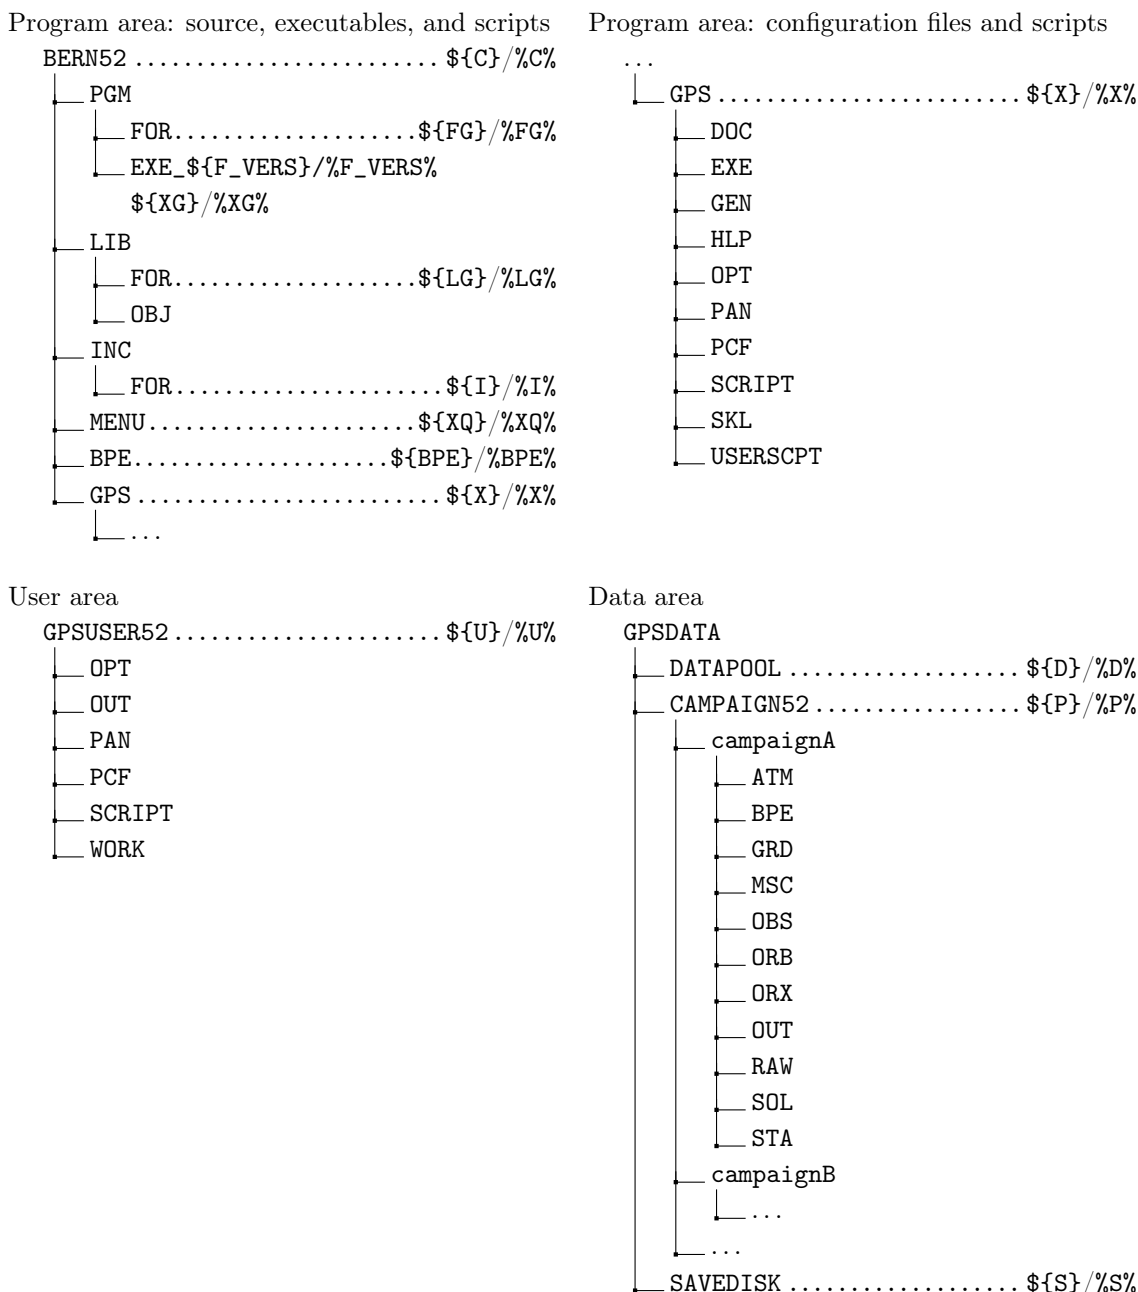 Program area: source, executables, and scripts
BERN52 ......................... ${C}/%C%
PGM
FOR.....................${FG}/%FG%
EXE_${F_VERS}/%F_VERS%
${XG}/%XG%
LIB
FOR.....................${LG}/%LG%
OBJ
INC
FOR.......................${I}/%I%
MENU.......................${XQ}/%XQ%
BPE......................${BPE}/%BPE%
GPS ......................... ${X}/%X%
...
Program area: configuration files and scripts
...
GPS ......................... ${X}/%X%
DOC
EXE
GEN
HLP
OPT
PAN
PCF
SCRIPT
SKL
USERSCPT
User area
GPSUSER52 ...................... ${U}/%U%
OPT
OUT
PAN
PCF
SCRIPT
WORK
Data area
GPSDATA
DATAPOOL ................... ${D}/%D%
CAMPAIGN52 ................. ${P}/%P%
campaignA
ATM
BPE
GRD
MSC
OBS
ORB
ORX
OUT
RAW
SOL
STA
campaignB
...
...
SAVEDISK ................... ${S}/%S%